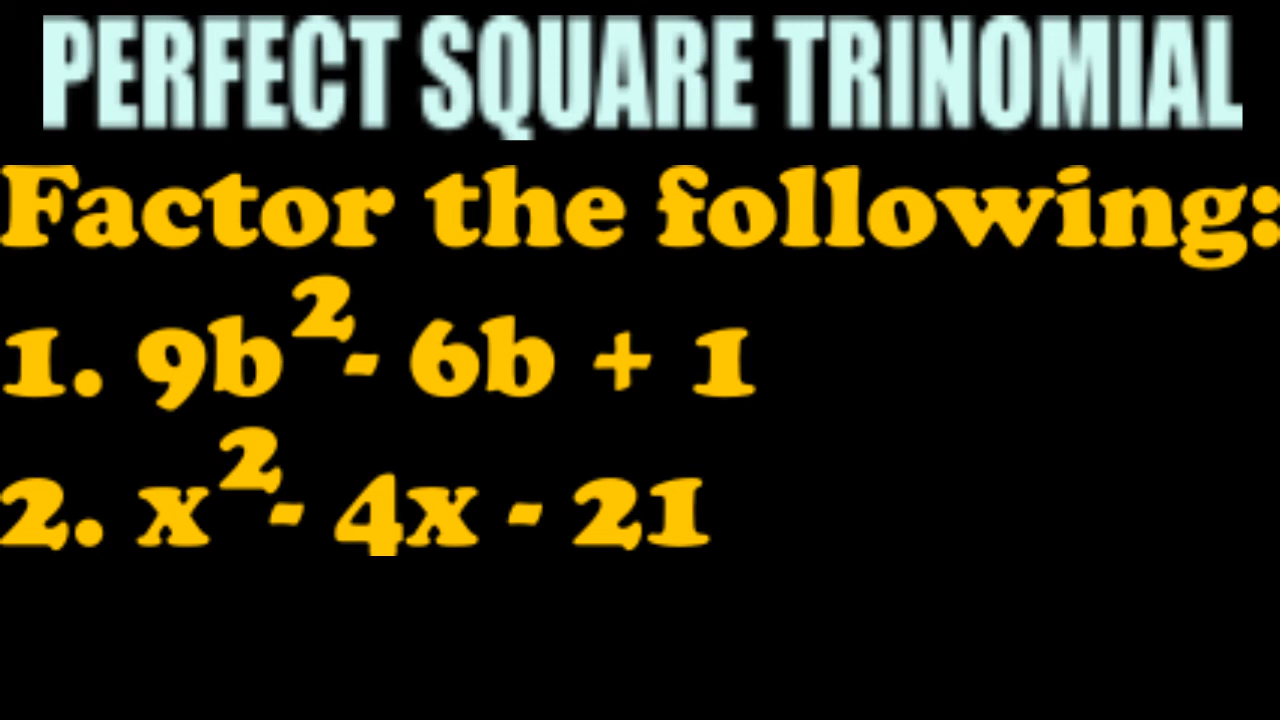 PERFECT SQUARE TRINOMIAL
Factor the following:
1. 9b²- 6b + 1
2. x²- 4x - 21